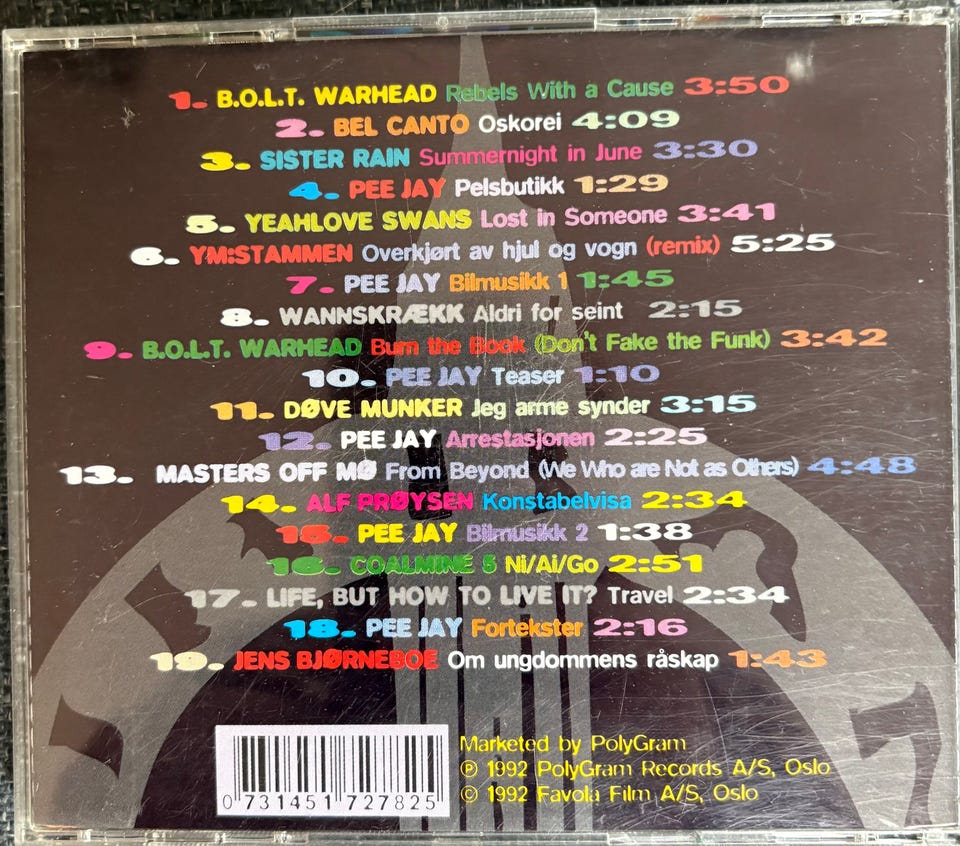 1. B.O.L.T. WARHEAD Rebels With a Cause 3:50
2. BEL CANTO Oskorei 4:09
3. SISTER RAIN Summernight in June 3:30
4. PEE JAY Pelsbutikk 1:29
5. YEAHLOVE SWANS Lost in Someone 3:41
6. YM:STAMMEN Overkjørt av hjul og vogn (remix) 5:25
7. PEE JAY Bilmusikk 1 1:45
8. WANNSKRÆKK Aldri for seint 2:15
9. B.O.L.T. WARHEAD Burn the Book (Don't Fake the Funk) 3:42
10. PEE JAY Teaser 1:10
11. DØVE MUNKER Jeg arme synder 3:15
12. PEE JAY Arrestasjonen 2:25
13. MASTERS OFF MØ From Beyond (We Who are Not as Others) 4:48
14. ALF PRØYSEN Konstabelvisa 2:34
15. PEE JAY Bilmusikk 2 1:38
16. COALMINE 5 Ni/Ai/Go 2:51
17. LIFE, BUT HOW TO LIVE IT? Travel 2:34
18. PEE JAY Fortekster 2:16
19. JENS BJØRNEBOE Om ungdommens råskap 1:43
Marketed by PolyGram
℗ 1992 PolyGram Records A/S, Oslo
© 1992 Favola Film A/S, Oslo
0 731451 727825